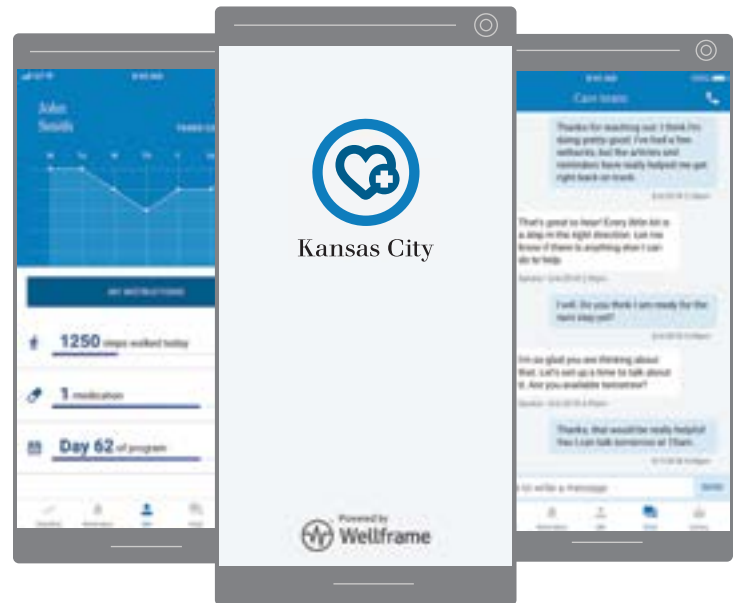 John
Smith
MY INSTRUCTIONS
1250 steps walked today
1 medication
Day 62 of program
Kansas City
Powered by
Wellframe
Care team
Thanks for reaching out. I think I'm
doing pretty good. I've had a few
setbacks, but the articles and
reminders have really helped me get
right back on track.
That's great to hear! Every little bit is
a step in the right direction. Let me
know if there is anything else I can
do to help.
I will. Do you think I am ready for the
next step yet?
I'm so glad you are thinking about
that. Let's set up a time to talk about
it. Are you available tomorrow?
Thanks, that would be really helpful.
Yes I can talk tomorrow at 10am.
to write a message
SEND